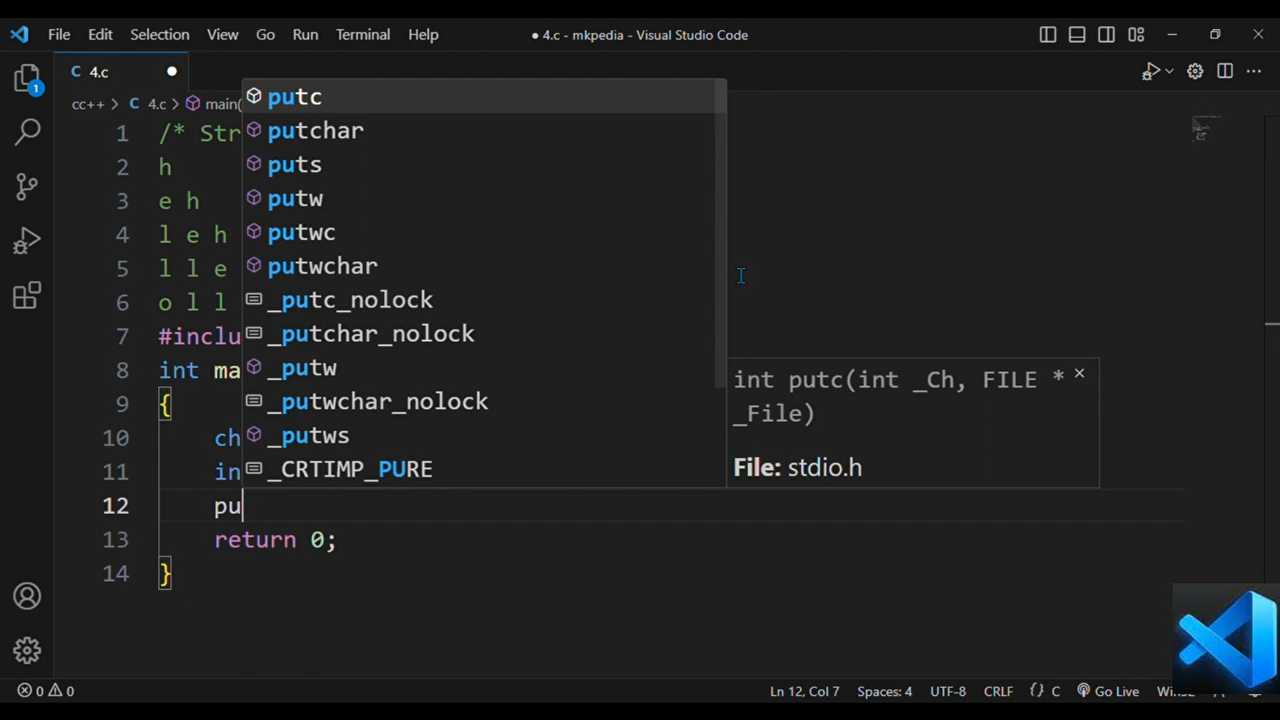 File Edit Selection View Go Run Terminal Help ● 4.c - mkpedia - Visual Studio Code
C 4.c ●
cc++ > C 4.c > main(
1 /* Str
2 h
3 e h
4 l e h
5 l l e
6 o l l
7 #inclu
8 int ma
9 {
10 ch
11 in
12 pu
13 return 0;
14 }
putc
putchar
puts
putw
putwc
putwchar
_putc_nolock
_putchar_nolock
_putw
_putwchar_nolock
_putws
_CRTIMP_PURE
int putc(int _Ch, FILE *
_File)
File: stdio.h
1
0 0 Ln 12, Col 7 Spaces: 4 UTF-8 CRLF {} C Go Live